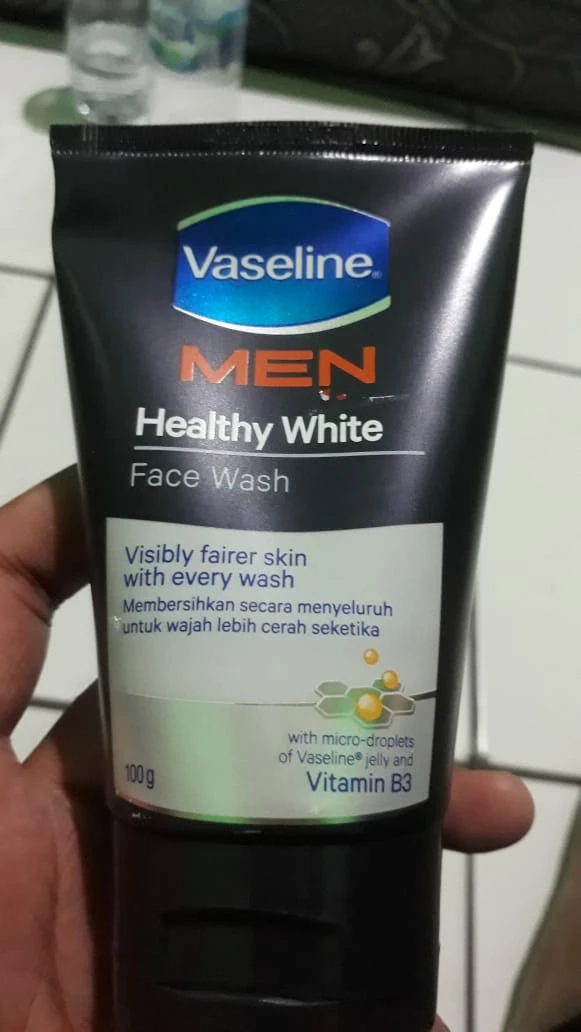 Vaseline®
MEN
Healthy White
Face Wash
Visibly fairer skin
with every wash
Membersihkan secara menyeluruh
untuk wajah lebih cerah seketika
with micro-droplets
of Vaseline® jelly and
Vitamin B3
100 g